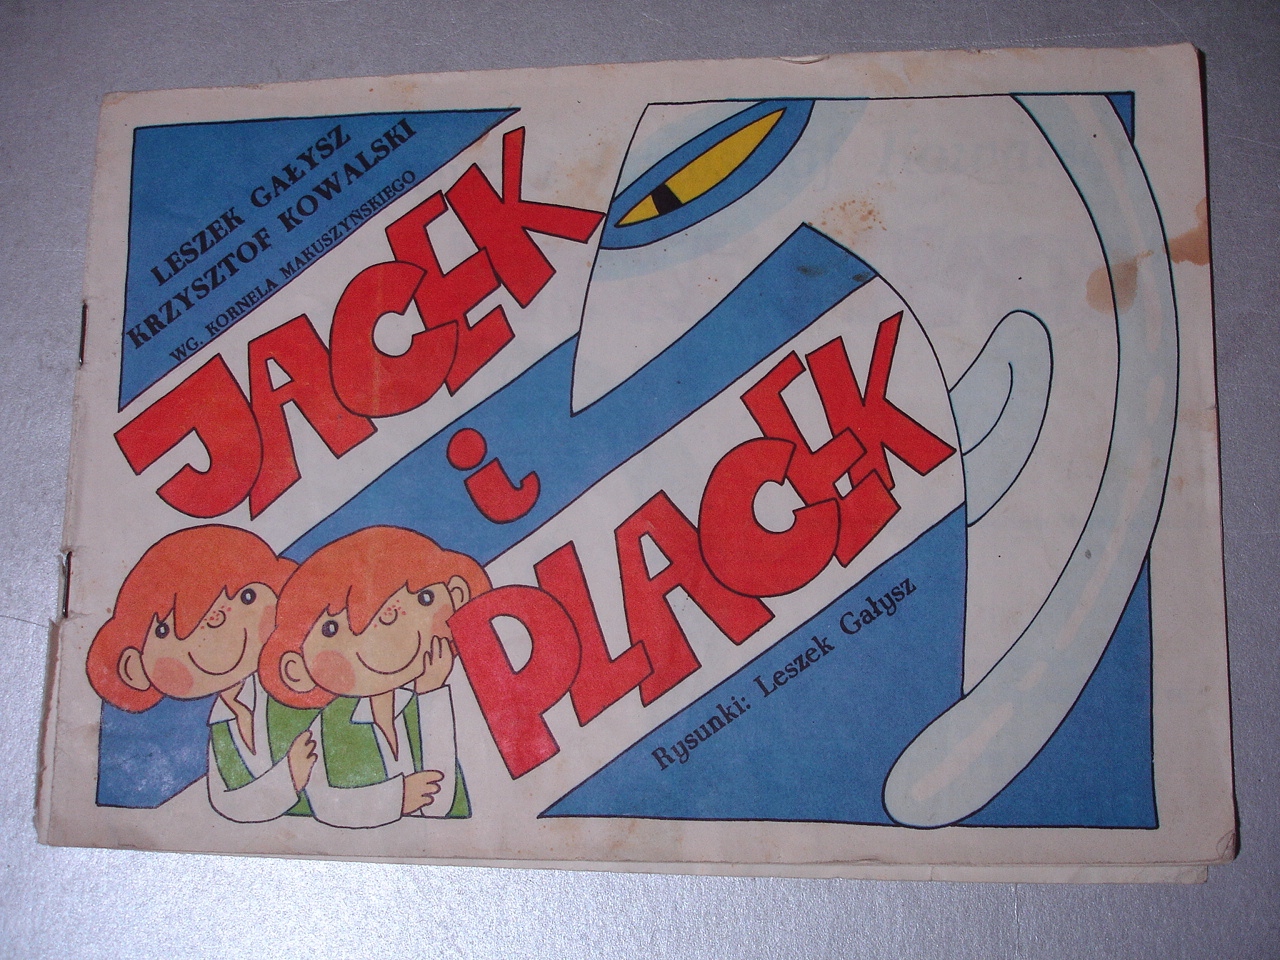 LESZEK GAŁYSZ
KRZYSZTOF KOWALSKI
WG. KORNELA MAKUSZYŃSKIEGO
JACEK
i
PLACEK
Rysunki: Leszek Gałysz